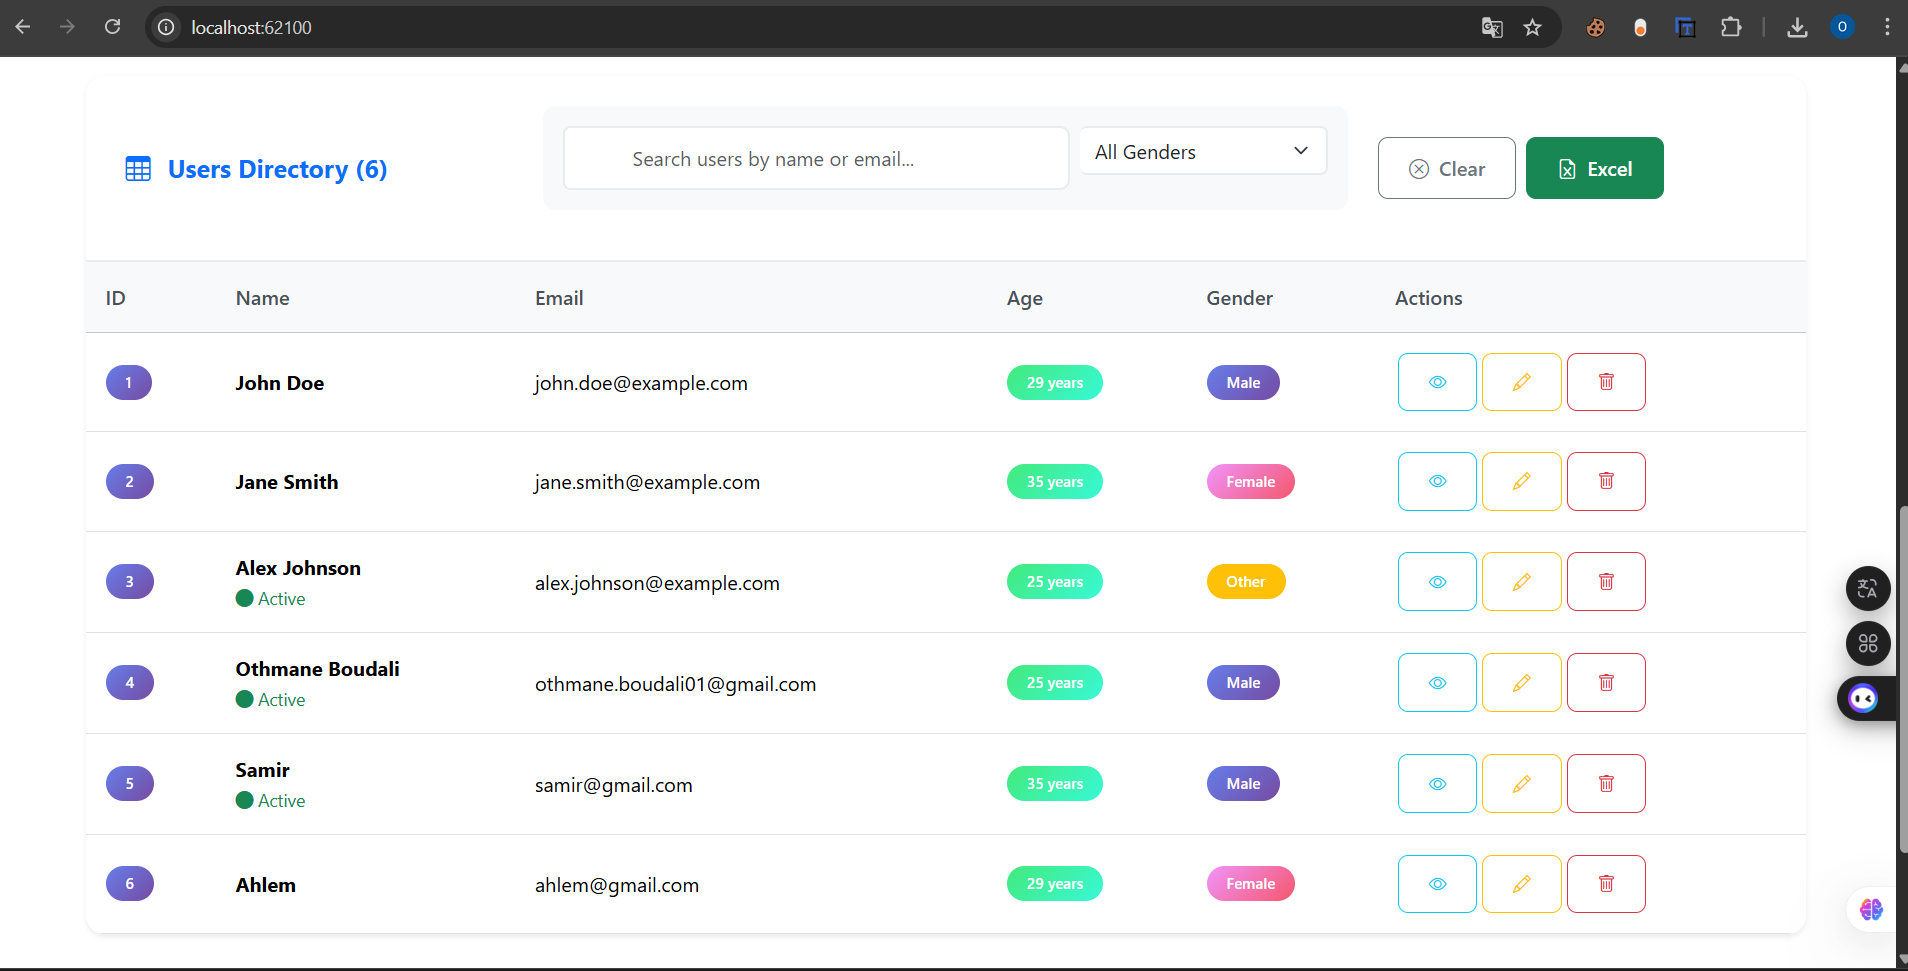 localhost:62100
Users Directory (6)
Search users by name or email...
All Genders
Clear
Excel
ID Name Email Age Gender Actions
1 John Doe john.doe@example.com 29 years Male
2 Jane Smith jane.smith@example.com 35 years Female
3 Alex Johnson Active alex.johnson@example.com 25 years Other
4 Othmane Boudali Active othmane.boudali01@gmail.com 25 years Male
5 Samir Active samir@gmail.com 35 years Male
6 Ahlem ahlem@gmail.com 29 years Female